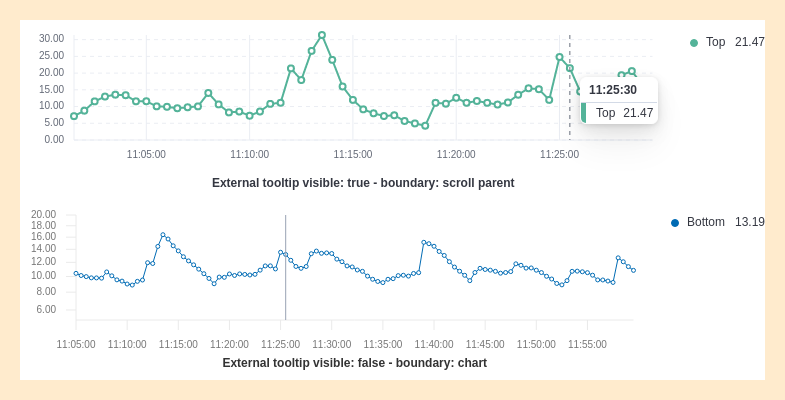 30.00
25.00
20.00
15.00
10.00
5.00
0.00
11:05:00 11:10:00 11:15:00 11:20:00 11:25:00
Top 21.47
11:25:30
Top 21.47
External tooltip visible: true - boundary: scroll parent
20.00
18.00
16.00
14.00
12.00
10.00
8.00
6.00
11:05:00 11:10:00 11:15:00 11:20:00 11:25:00 11:30:00 11:35:00 11:40:00 11:45:00 11:50:00 11:55:00
Bottom 13.19
External tooltip visible: false - boundary: chart